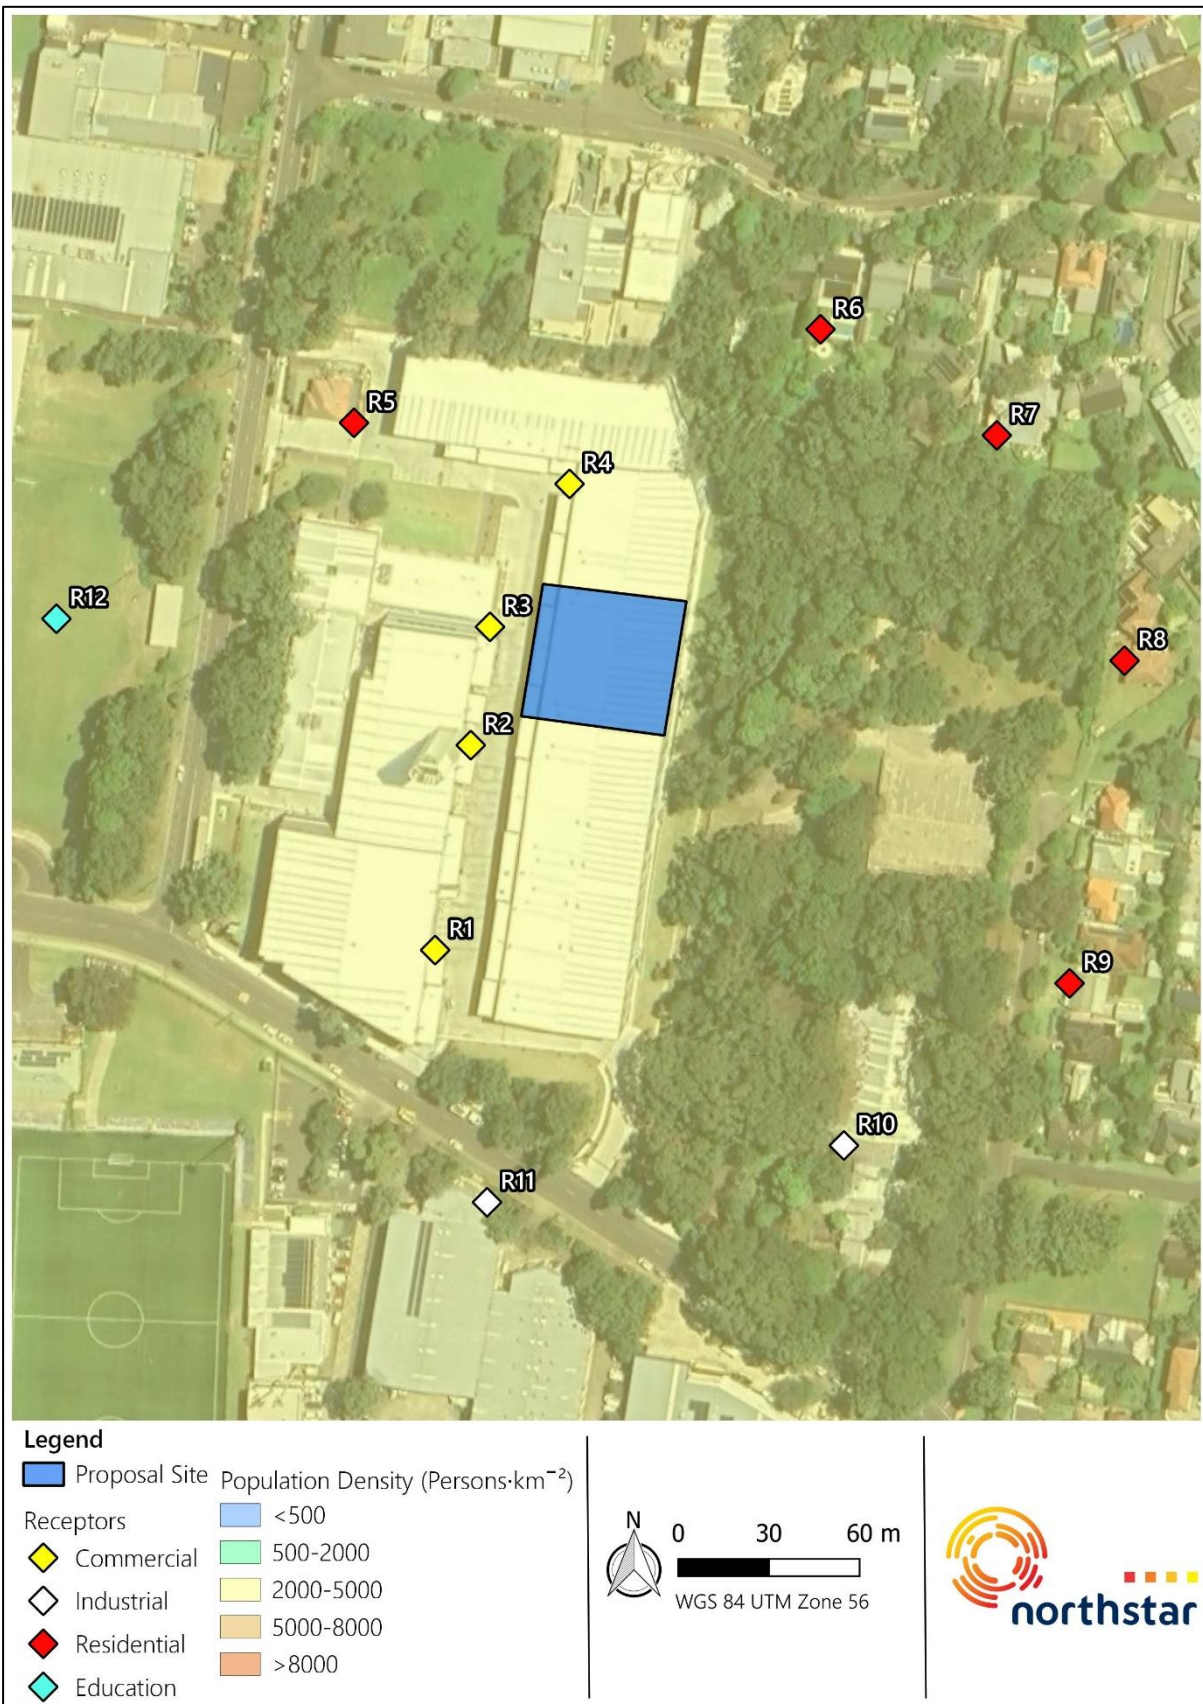 R6
R5
R7
R4
R12
R3
R8
R2
R1
R9
R10
R11
Legend
Proposal Site
Receptors
Commercial
Industrial
Residential
Education
Population Density (Persons·km⁻²)
<500
500-2000
2000-5000
5000-8000
>8000
N
0 30 60 m
WGS 84 UTM Zone 56
northstar